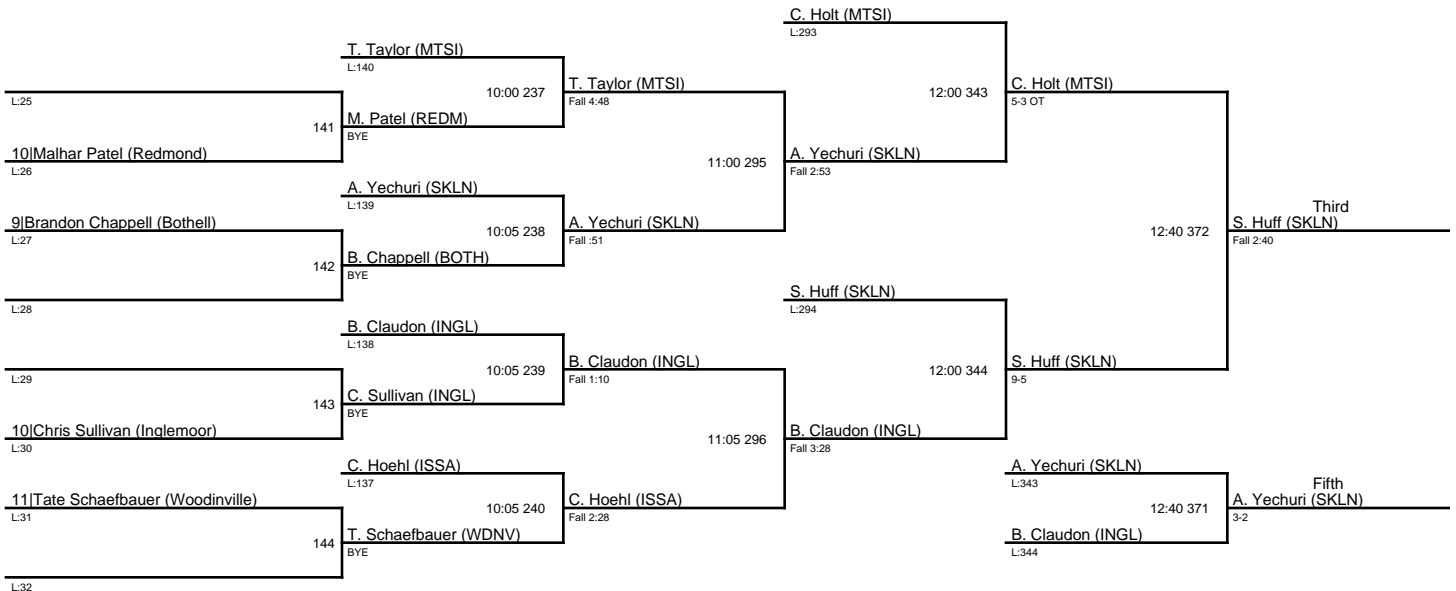 C. Holt (MTSI)
L:293
T. Taylor (MTSI)
L:140
10:00 237
T. Taylor (MTSI)
Fall 4:48
12:00 343
C. Holt (MTSI)
5-3 OT
L:25
141
M. Patel (REDM)
BYE
10|Malhar Patel (Redmond)
L:26
11:00 295
A. Yechuri (SKLN)
Fall 2:53
A. Yechuri (SKLN)
L:139
9|Brandon Chappell (Bothell)
L:27
10:05 238
A. Yechuri (SKLN)
Fall :51
12:40 372
Third
S. Huff (SKLN)
Fall 2:40
142
B. Chappell (BOTH)
BYE
L:28
S. Huff (SKLN)
L:294
B. Claudon (INGL)
L:138
L:29
10:05 239
B. Claudon (INGL)
Fall 1:10
12:00 344
S. Huff (SKLN)
9-5
143
C. Sullivan (INGL)
BYE
10|Chris Sullivan (Inglemoor)
L:30
11:05 296
B. Claudon (INGL)
Fall 3:28
C. Hoehl (ISSA)
L:137
A. Yechuri (SKLN)
L:343
11|Tate Schaefbauer (Woodinville)
L:31
10:05 240
C. Hoehl (ISSA)
Fall 2:28
12:40 371
Fifth
A. Yechuri (SKLN)
3-2
144
T. Schaefbauer (WDNV)
BYE
B. Claudon (INGL)
L:344
L:32